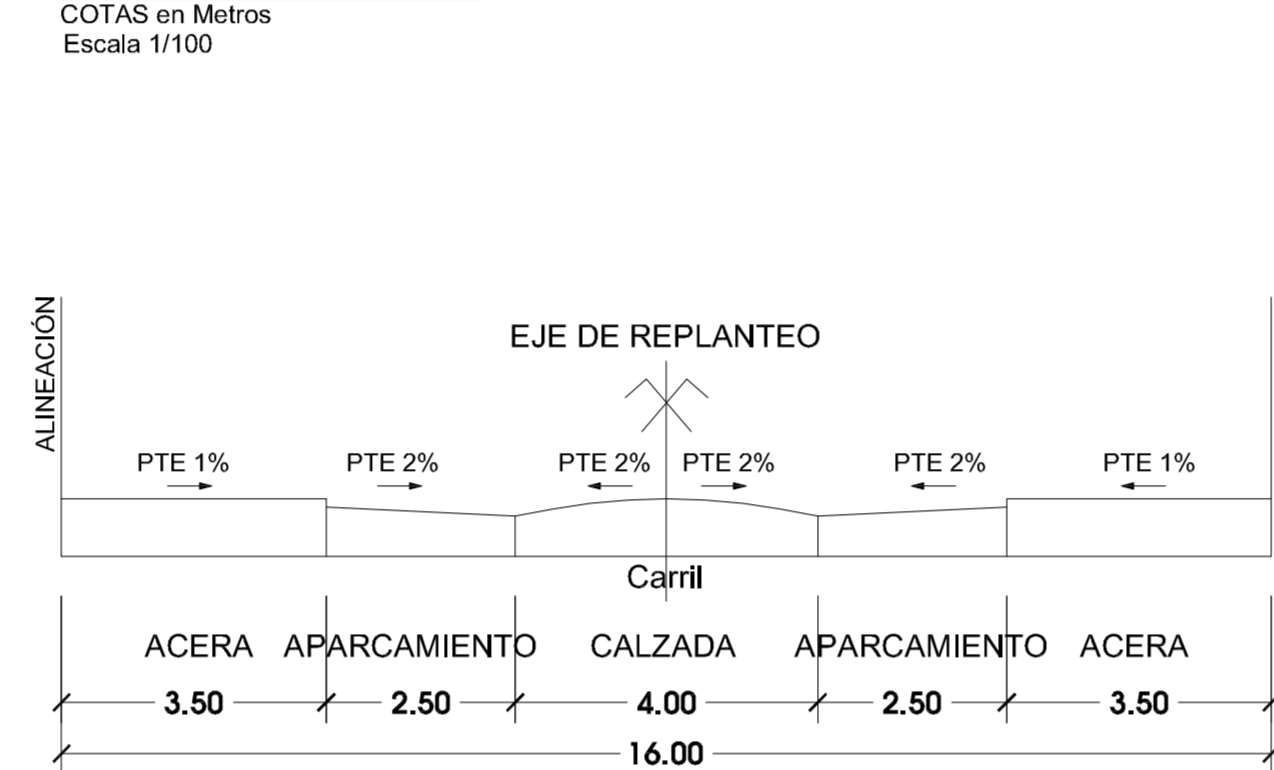 COTAS en Metros
Escala 1/100
ALINEACIÓN
EJE DE REPLANTEO
PTE 1% PTE 2% PTE 2% PTE 2% PTE 2% PTE 1%
Carril
ACERA APARCAMIENTO CALZADA APARCAMIENTO ACERA
3.50 2.50 4.00 2.50 3.50
16.00